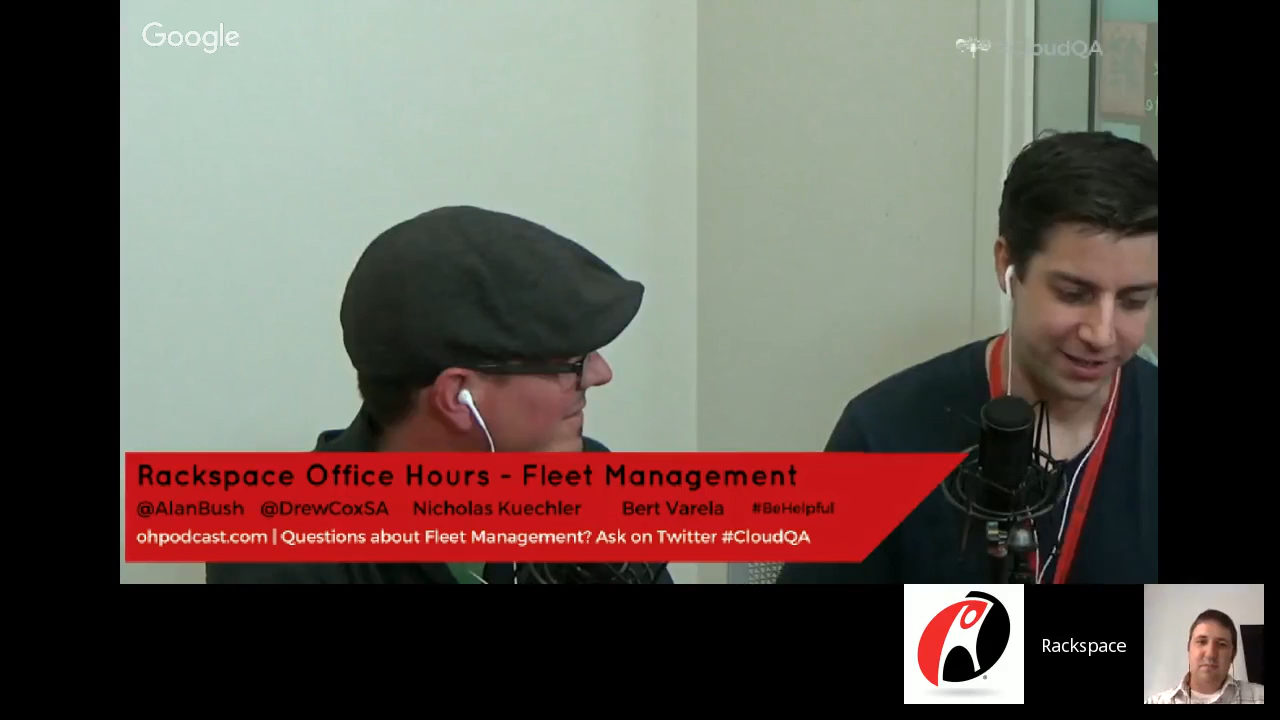 Google
CloudQA
Rackspace Office Hours - Fleet Management
@AlanBush @DrewCoxSA Nicholas Kuechler Bert Varela #BeHelpful
ohpodcast.com | Questions about Fleet Management? Ask on Twitter #CloudQA
Rackspace